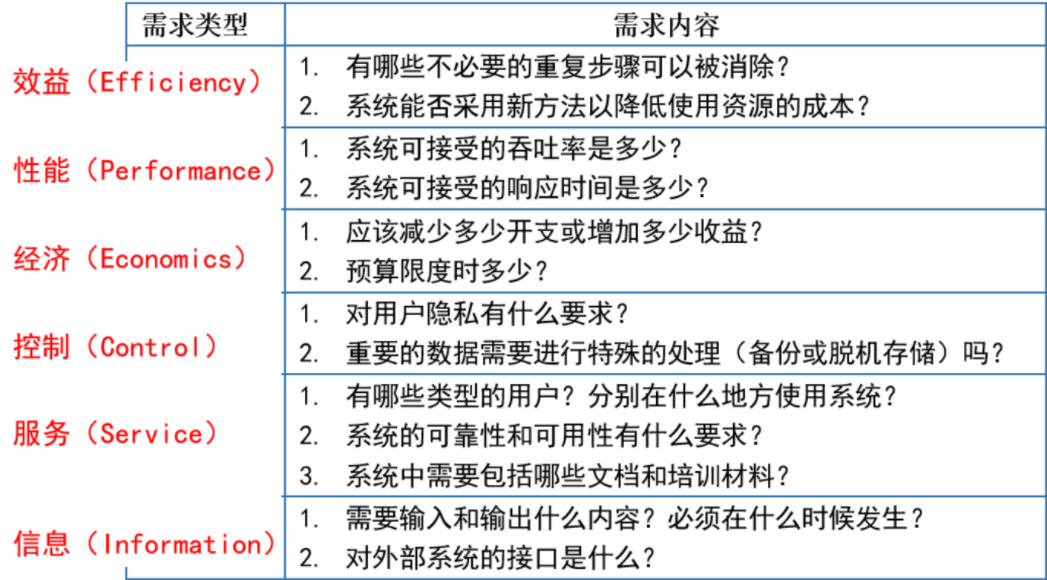 需求类型 需求内容
效益（Efficiency）
1. 有哪些不必要的重复步骤可以被消除？
2. 系统能否采用新方法以降低使用资源的成本？
性能（Performance）
1. 系统可接受的吞吐率是多少？
2. 系统可接受的响应时间是多少？
经济（Economics）
1. 应该减少多少开支或增加多少收益？
2. 预算限度时多少？
控制（Control）
1. 对用户隐私有什么要求？
2. 重要的数据需要进行特殊的处理（备份或脱机存储）吗？
服务（Service）
1. 有哪些类型的用户？分别在什么地方使用系统？
2. 系统的可靠性和可用性有什么要求？
3. 系统中需要包括哪些文档和培训材料？
信息（Information）
1. 需要输入和输出什么内容？必须在什么时候发生？
2. 对外部系统的接口是什么？